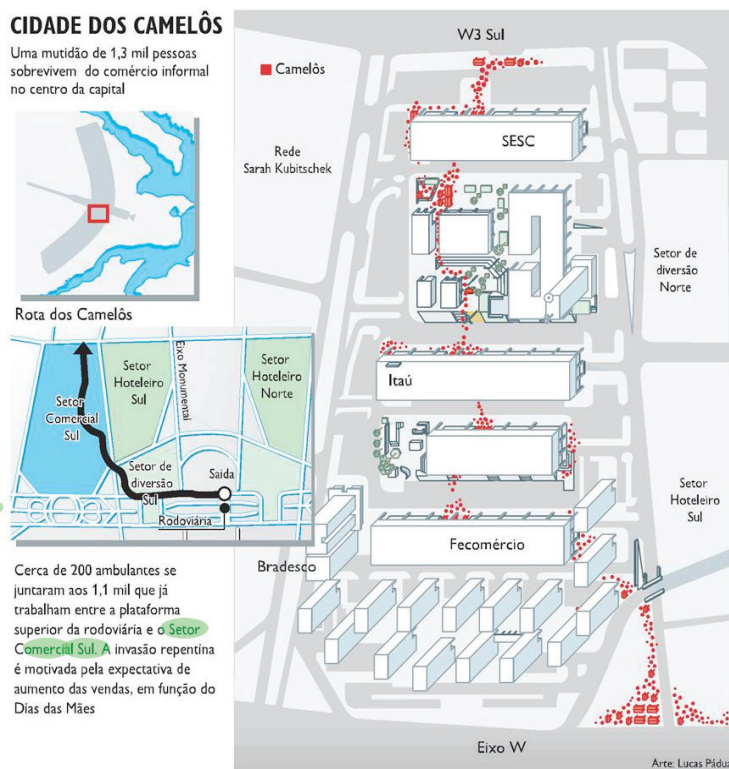 CIDADE DOS CAMELÔS
Uma mutidão de 1,3 mil pessoas
sobrevivem do comércio informal
no centro da capital
Rota dos Camelôs
Setor
Comercial
Sul
Setor
Hoteleiro
Sul
Eixo Monumental
Setor
Hoteleiro
Norte
Setor de
diversão
Sul
Saida
Rodoviária
Cerca de 200 ambulantes se
juntaram aos 1,1 mil que já
trabalham entre a plataforma
superior da rodoviária e o Setor
Comercial Sul. A invasão repentina
é motivada pela expectativa de
aumento das vendas, em função do
Dias das Mães
W3 Sul
Camelôs
SESC
Rede
Sarah Kubitschek
Setor de
diversão
Norte
Itaú
Setor
Hoteleiro
Sul
Fecomércio
Bradesco
Eixo W
Arte: Lucas Pádua